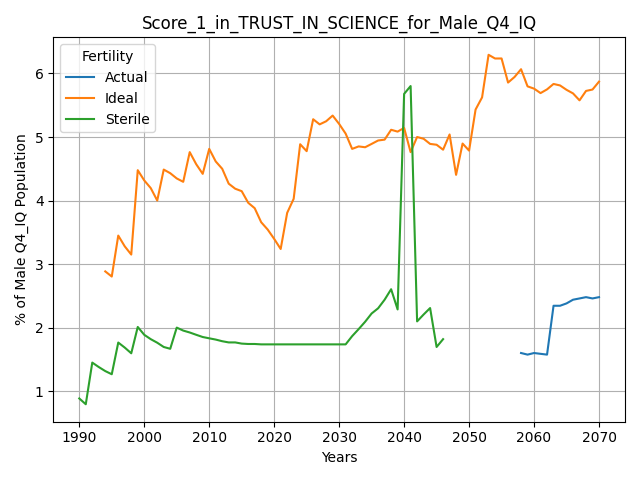 Score_1_in_TRUST_IN_SCIENCE_for_Male_Q4_IQ
Fertility
Actual
Ideal
Sterile
% of Male Q4_IQ Population
6
5
4
3
2
1
1990 2000 2010 2020 2030 2040 2050 2060 2070
Years